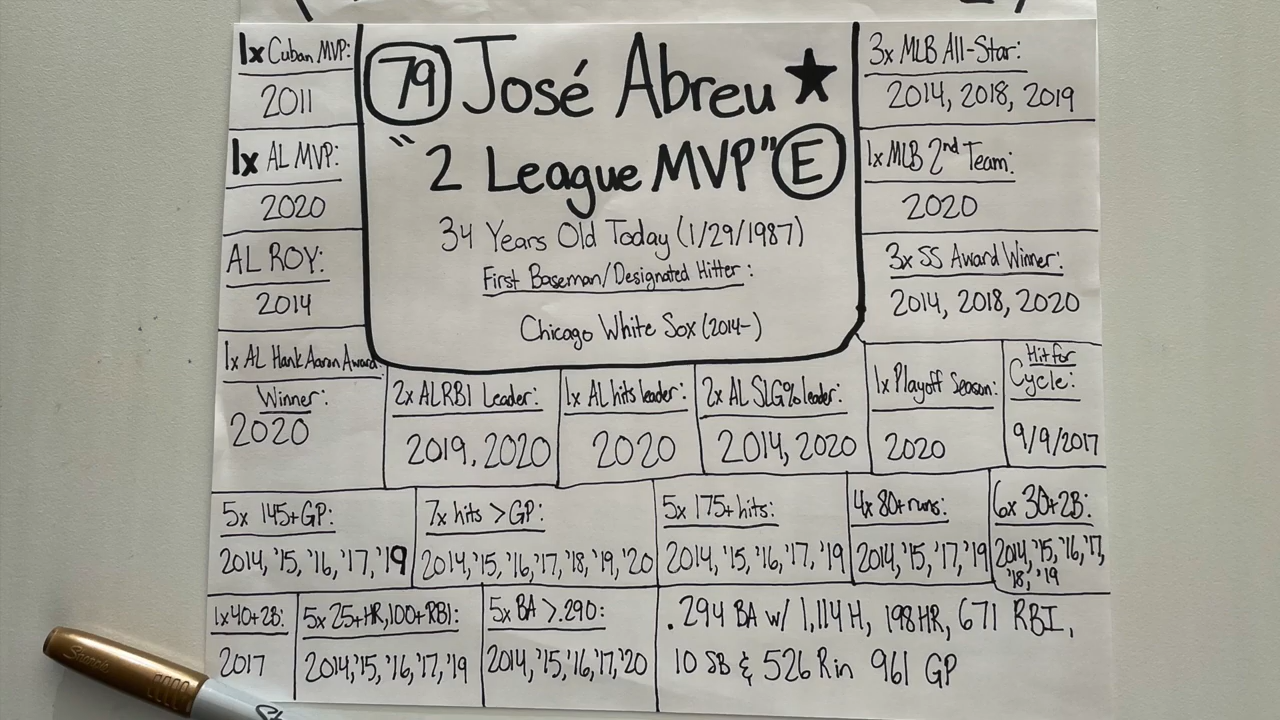 1x Cuban MVP:
2011
1x AL MVP:
2020
AL ROY:
2014
1x AL Hank Aaron Award
Winner:
2020
79 José Abreu ★
"2 League MVP" E
34 Years Old Today (1/29/1987)
First Baseman/Designated Hitter:
Chicago White Sox (2014-)
3x MLB All-Star:
2014, 2018, 2019
1x MLB 2nd Team:
2020
3x SS Award Winner:
2014, 2018, 2020
2x AL RBI Leader:
2019, 2020
1x AL hits leader:
2020
2x AL SLG% leader:
2014, 2020
1x Playoff Season:
2020
Hit for
Cycle:
9/9/2017
5x 145+ GP:
2014, '15, '16, '17, '19
7x hits > GP:
2014, '15, '16, '17, '18, '19, '20
5x 175+ hits:
2014, '15, '16, '17, '19
4x 80+ runs:
2014, '15, '17, '19
6x 30+ 2B:
2014, '15, '16, '17,
'18, '19
1x 40+ 2B:
2017
5x 25+ HR, 100+ RBI:
2014, '15, '16, '17, '19
5x BA >.290:
2014, '15, '16, '17, '20
.294 BA w/ 1,114 H, 198 HR, 671 RBI,
10 SB & 526 R in 961 GP
Sharpie